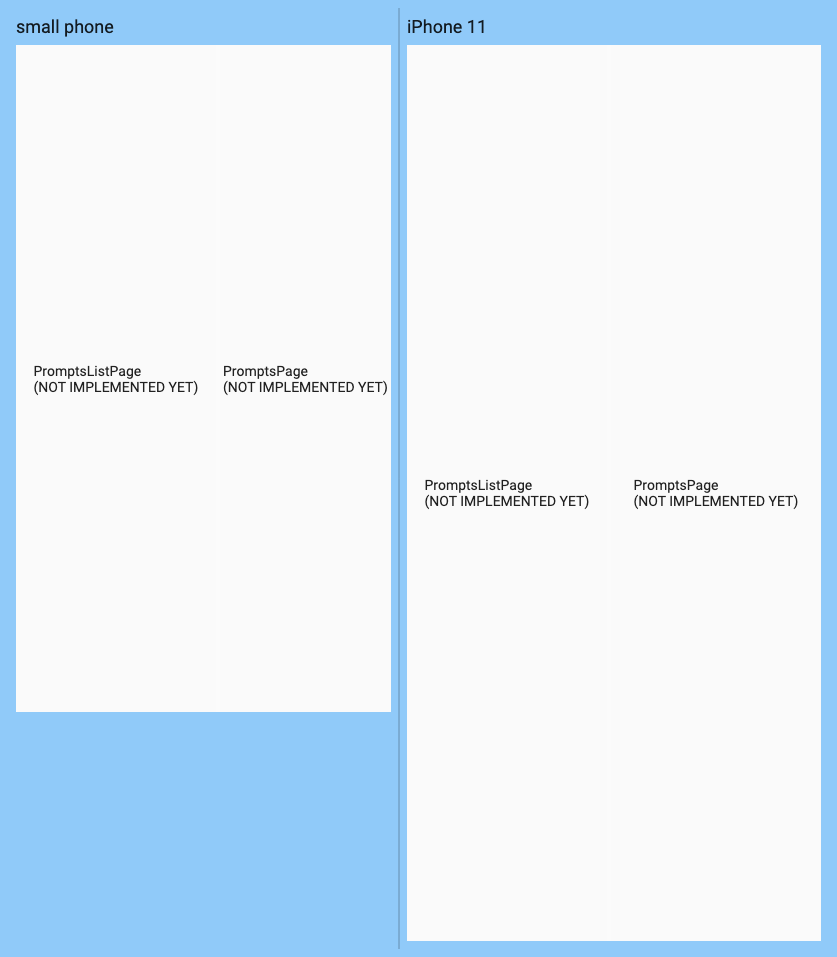 small phone
PromptsListPage
(NOT IMPLEMENTED YET)
PromptsPage
(NOT IMPLEMENTED YET)
iPhone 11
PromptsListPage
(NOT IMPLEMENTED YET)
PromptsPage
(NOT IMPLEMENTED YET)